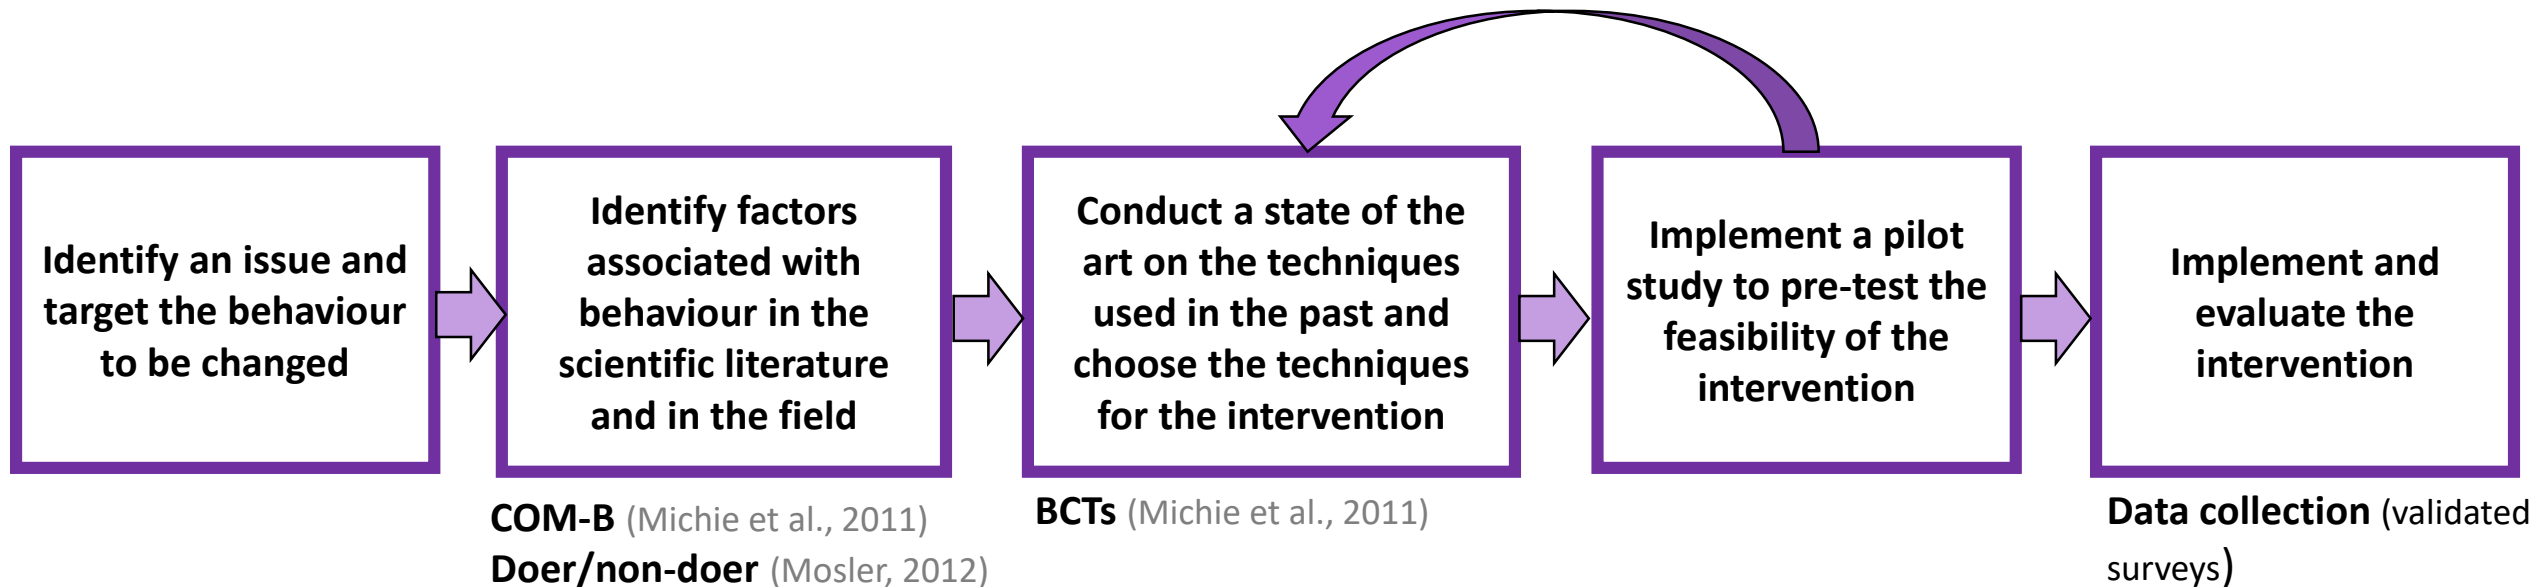 Identify an issue and
target the behaviour
to be changed
Identify factors
associated with
behaviour in the
scientific literature
and in the field
Conduct a state of the
art on the techniques
used in the past and
choose the techniques
for the intervention
Implement a pilot
study to pre-test the
feasibility of the
intervention
Implement and
evaluate the
intervention
COM-B (Michie et al., 2011)
Doer/non-doer (Mosler, 2012)
BCTs (Michie et al., 2011)
Data collection (validated
surveys)